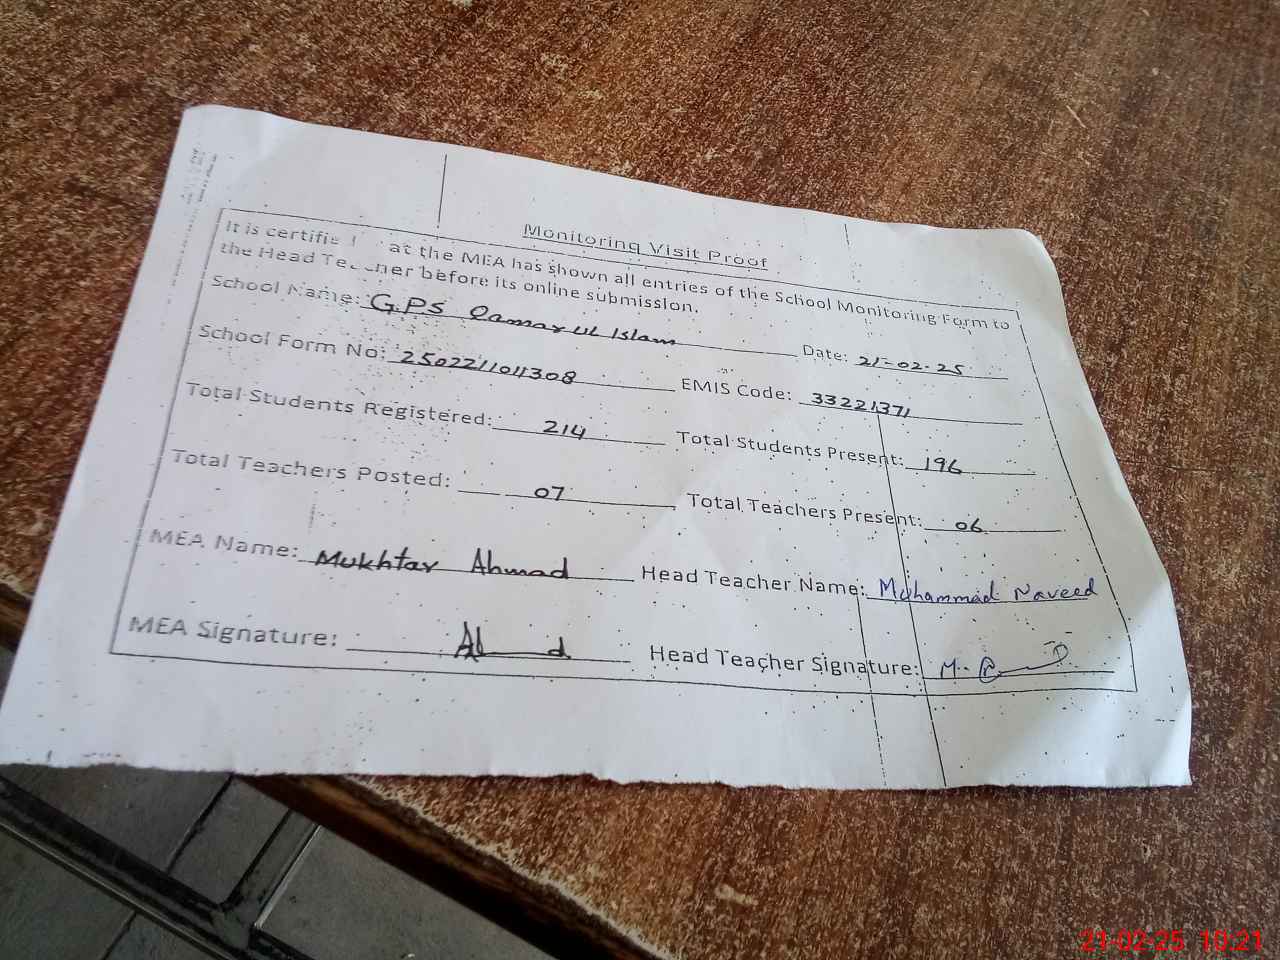 Monitoring Visit Proof
It is certifie at the MEA has shown all entries of the School Monitoring Form to
the Head Teacher before its online submission.
School Name: G.P.S Qamar ul Islam Date: 21-02-25
School Form No: 2502211011308 EMIS Code: 33221371
Total Students Registered: 214 Total Students Present: 196
Total Teachers Posted: 07 Total Teachers Present: 06
MEA Name: Mukhtar Ahmad Head Teacher Name: Muhammad Naveed
MEA Signature: Head Teacher Signature:
21-02-25 10:21